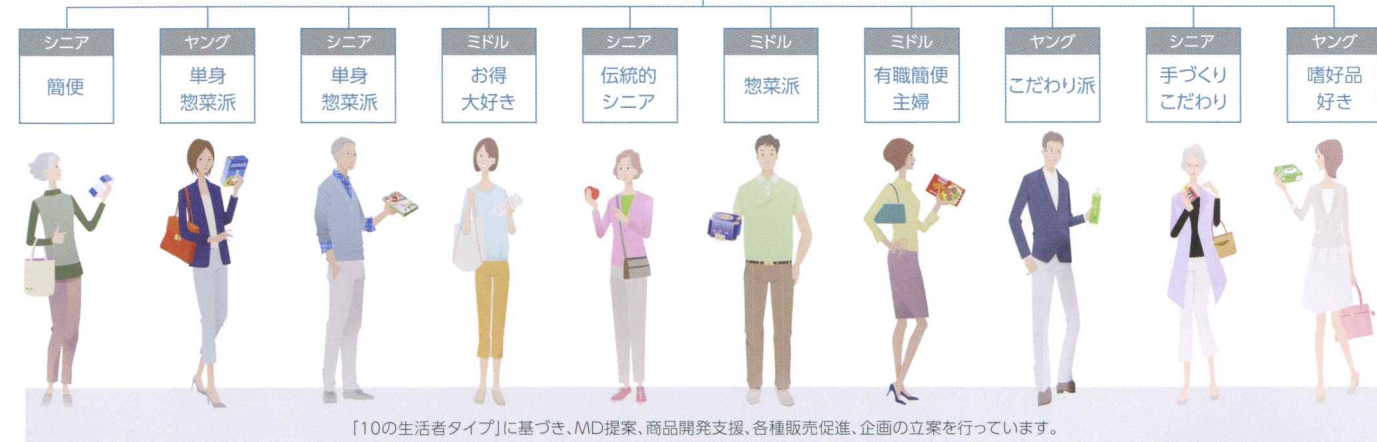 シニア
簡便
ヤング
単身
惣菜派
シニア
単身
惣菜派
ミドル
お得
大好き
シニア
伝統的
シニア
ミドル
惣菜派
ミドル
有職簡便
主婦
ヤング
こだわり派
シニア
手づくり
こだわり
ヤング
嗜好品
好き
「10の生活者タイプ」に基づき、MD提案、商品開発支援、各種販売促進、企画の立案を行っています。